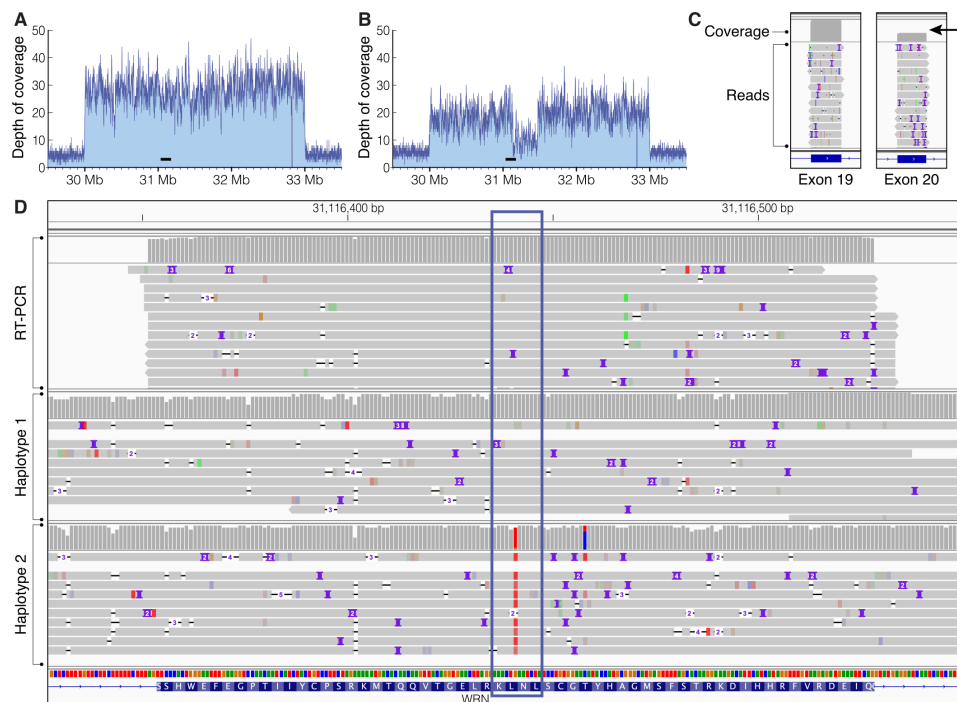 A
B
C
Depth of coverage
50
40
30
20
10
0
30 Mb
31 Mb
32 Mb
33 Mb
Depth of coverage
50
40
30
20
10
0
30 Mb
31 Mb
32 Mb
33 Mb
Coverage
Reads
Exon 19
Exon 20
D
31,116,400 bp
31,116,500 bp
RT-PCR
Haplotype 1
Haplotype 2
SSHWEFEGPTIIYCPSRKMTQQVTGELRKLNLSCGTYHAGMSFSTRKDIHHRFVRDEIQ
WRN